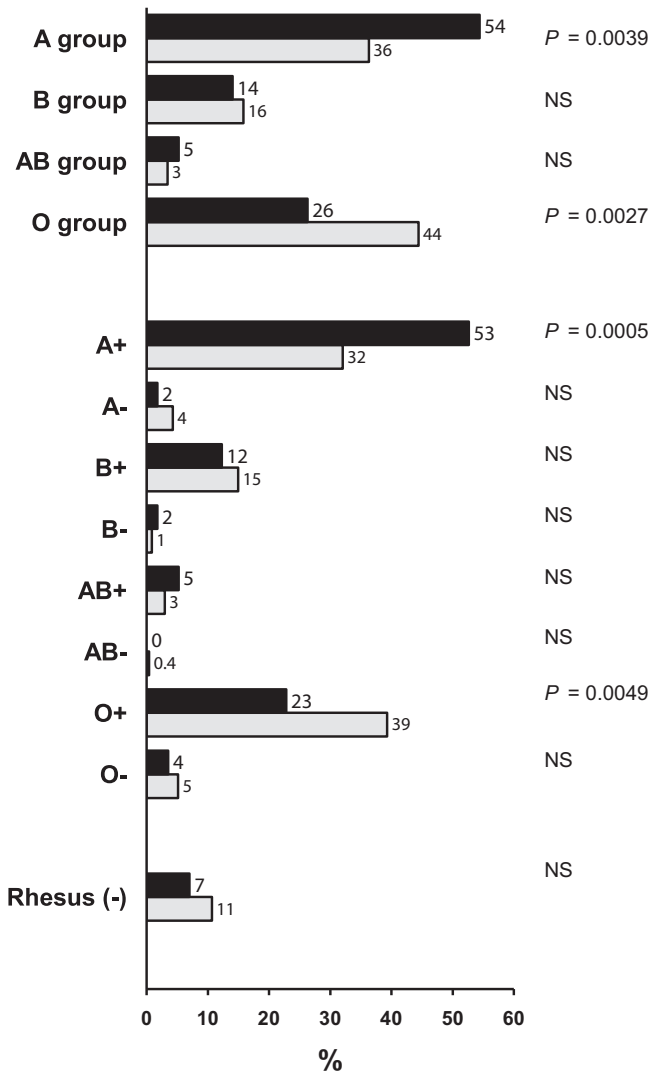 A group 54 P = 0.0039
36
B group 14 NS
16
AB group 5 NS
3
O group 26 P = 0.0027
44
A+ 53 P = 0.0005
32
A- 2 NS
4
B+ 12 NS
15
B- 2 NS
1
AB+ 5 NS
3
AB- 0 NS
0.4
O+ 23 P = 0.0049
39
O- 4 NS
5
Rhesus (-) 7 NS
11
0 10 20 30 40 50 60
%